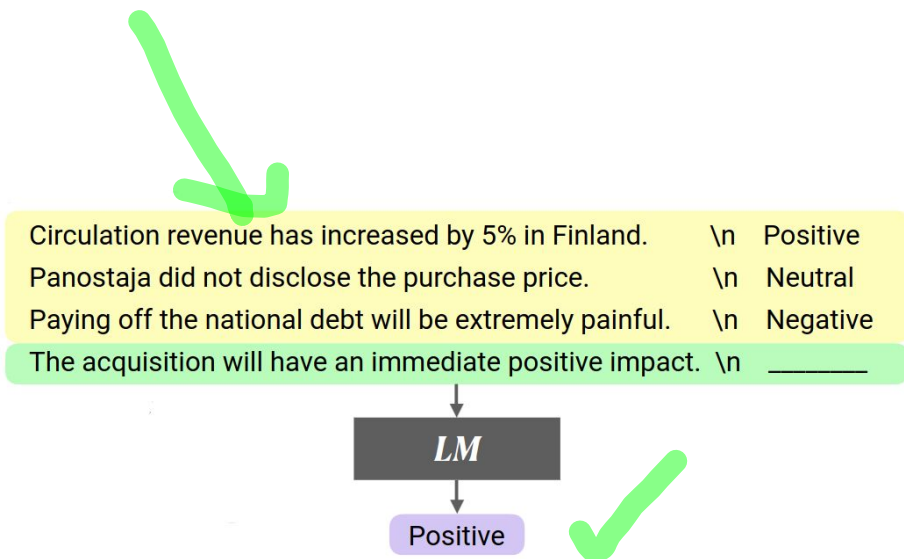 Circulation revenue has increased by 5% in Finland. \n Positive
Panostaja did not disclose the purchase price. \n Neutral
Paying off the national debt will be extremely painful. \n Negative
The acquisition will have an immediate positive impact. \n ________
LM
Positive